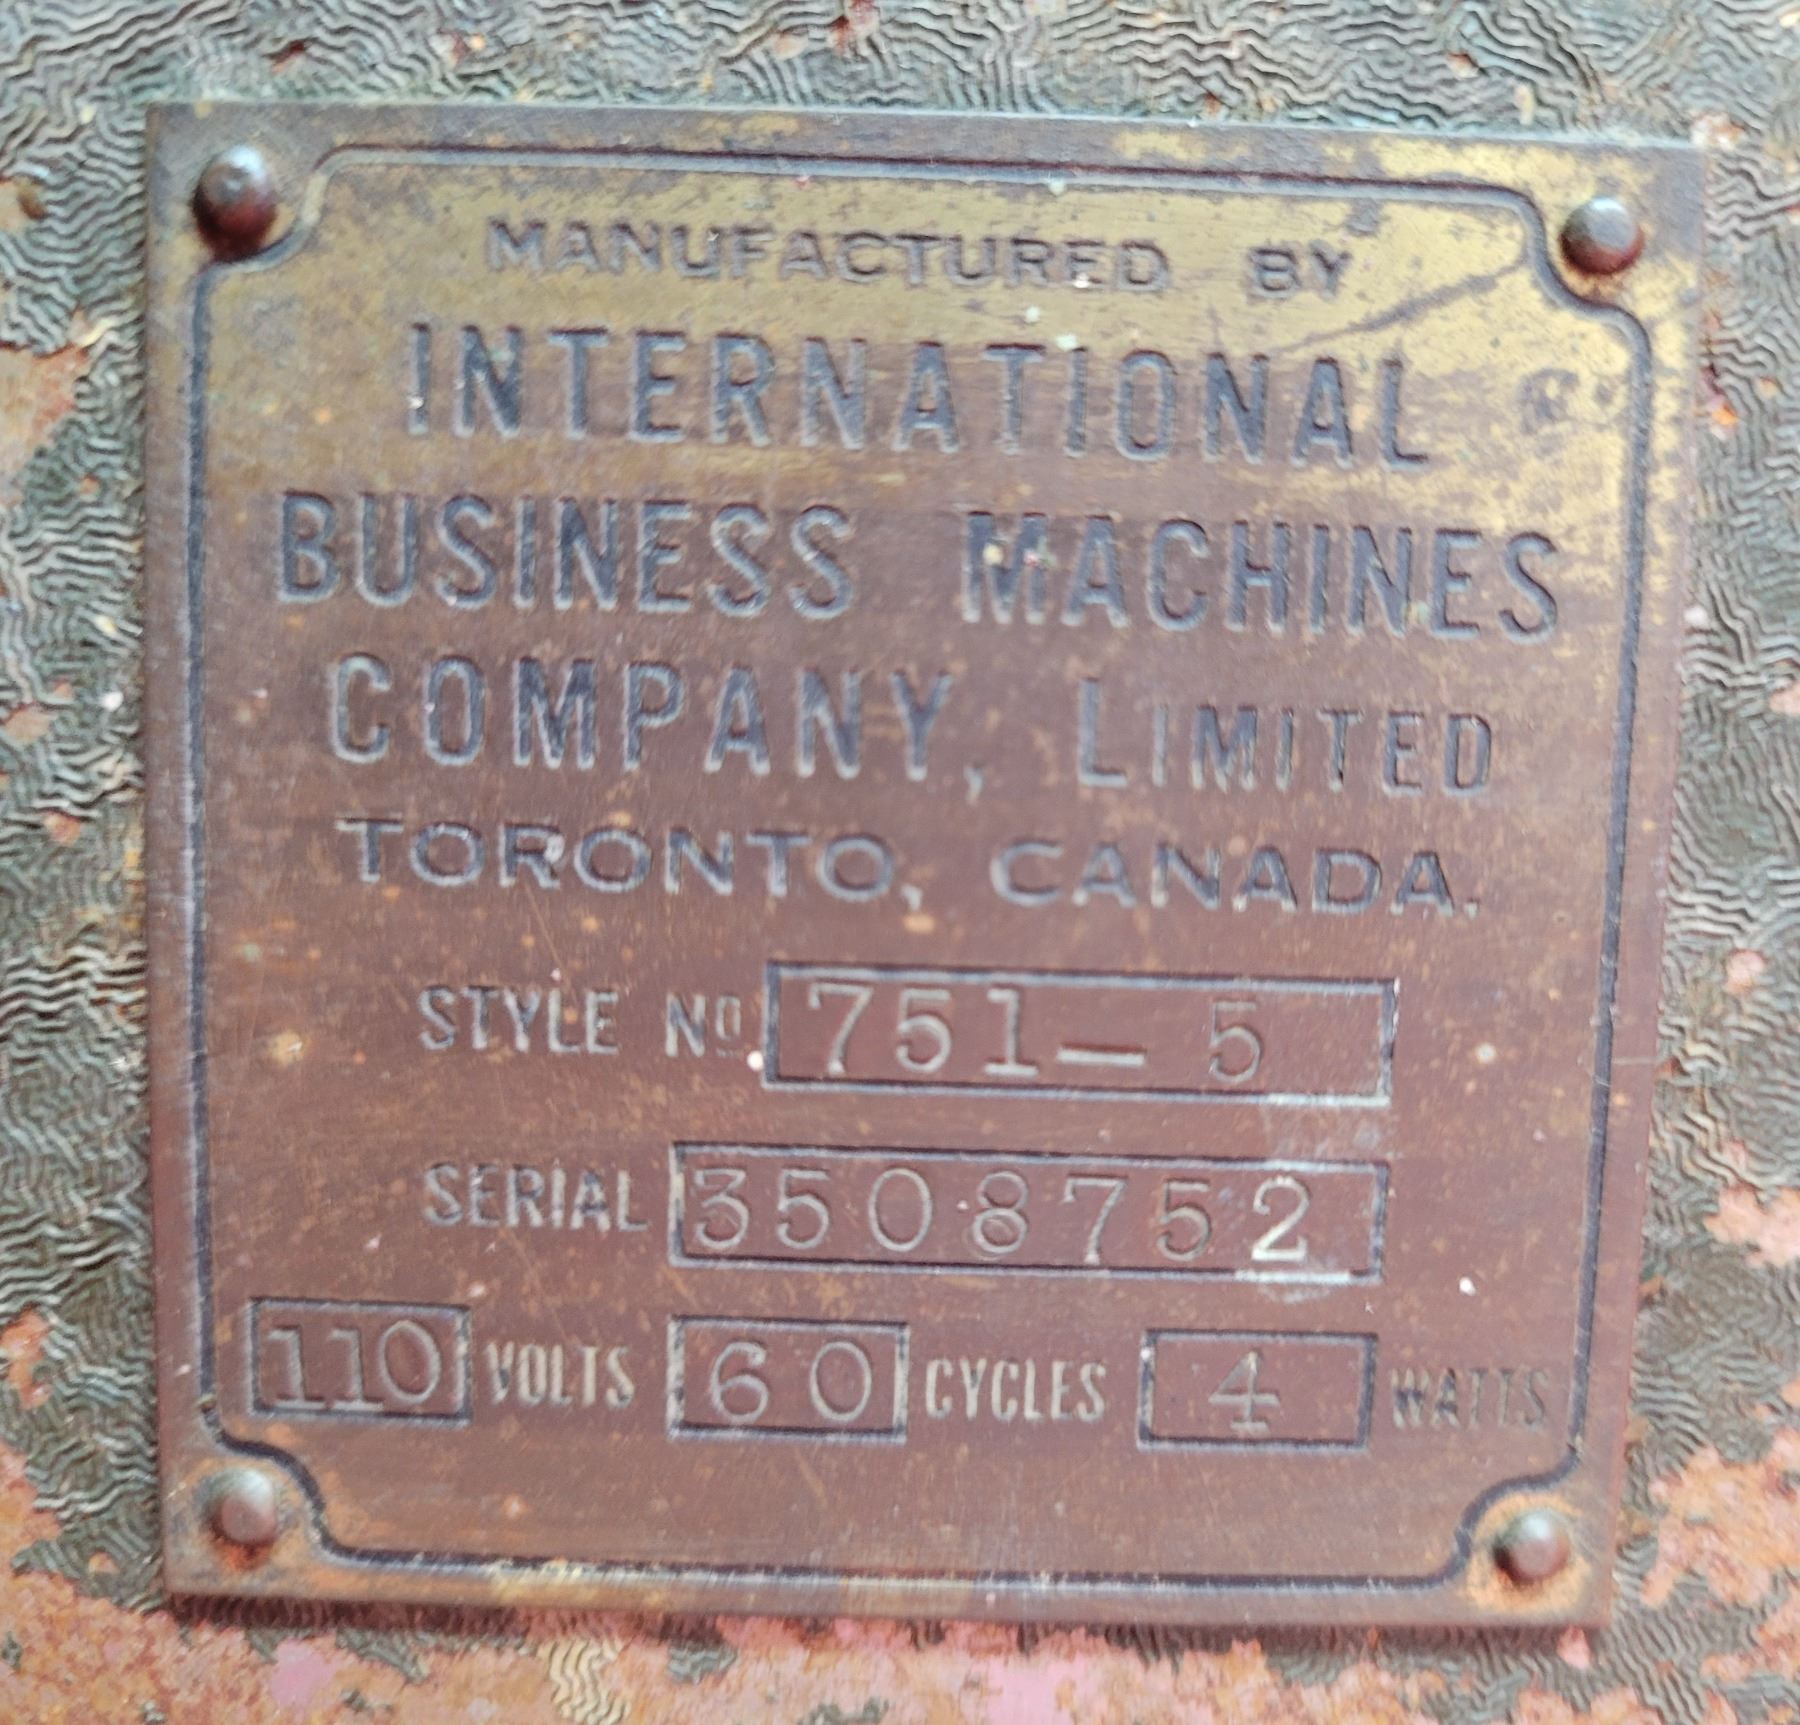 MANUFACTURED BY
INTERNATIONAL
BUSINESS MACHINES
COMPANY, LIMITED
TORONTO, CANADA.
STYLE Nº 751-5
SERIAL 3508752
110 VOLTS 60 CYCLES 4 WATTS